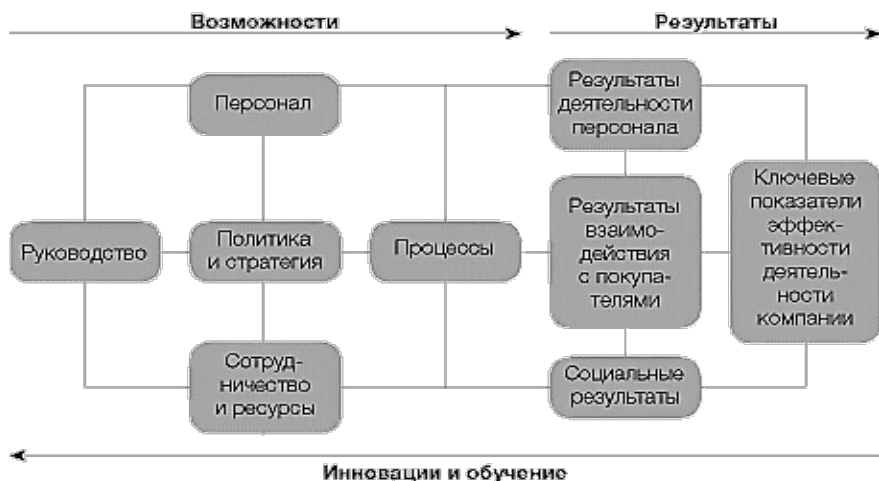 Возможности
Результаты
Персонал
Результаты
деятельности
персонала
Руководство
Политика
и стратегия
Процессы
Результаты
взаимо-
действия
с покупа-
телями
Ключевые
показатели
эффек-
тивности
деятель-
ности
компании
Сотруд-
ничество
и ресурсы
Социальные
результаты
Инновации и обучение